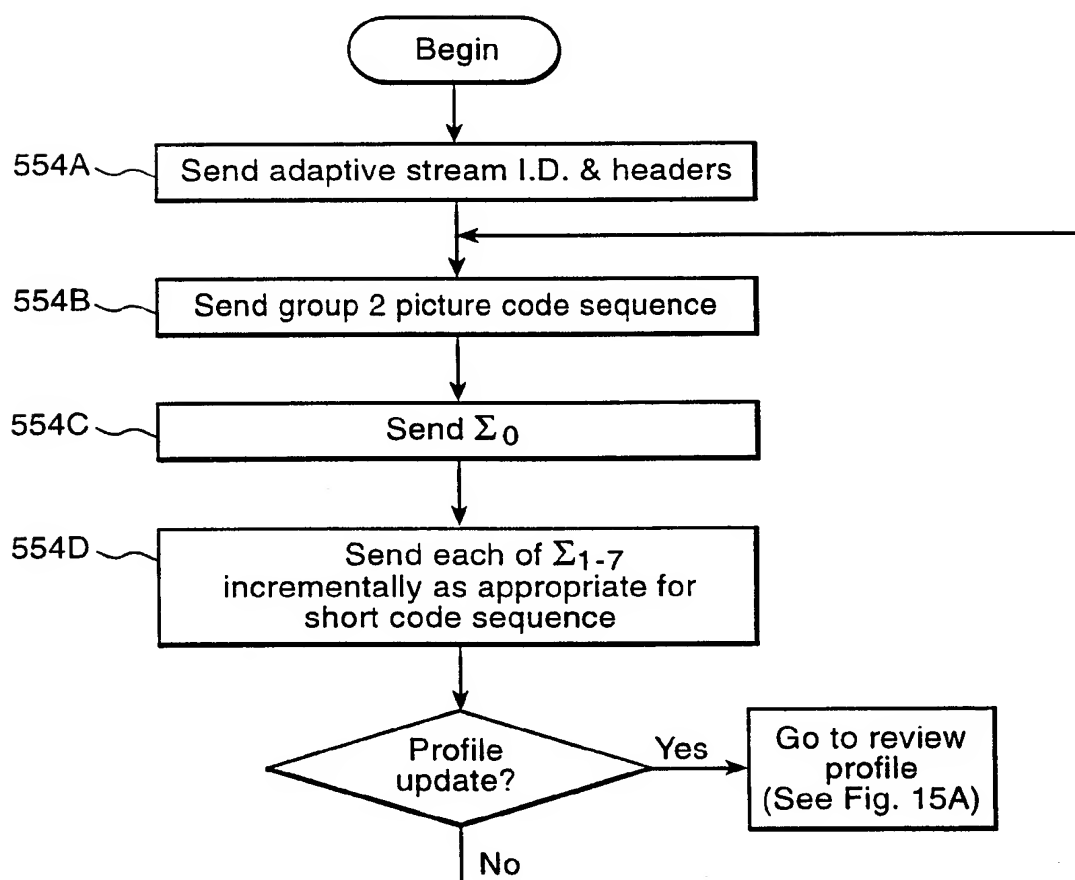 Begin
554A
Send adaptive stream I.D. & headers
554B
Send group 2 picture code sequence
554C
Send Σ0
554D
Send each of Σ1-7
incrementally as appropriate for
short code sequence
Profile
update?
Yes
Go to review
profile
(See Fig. 15A)
No